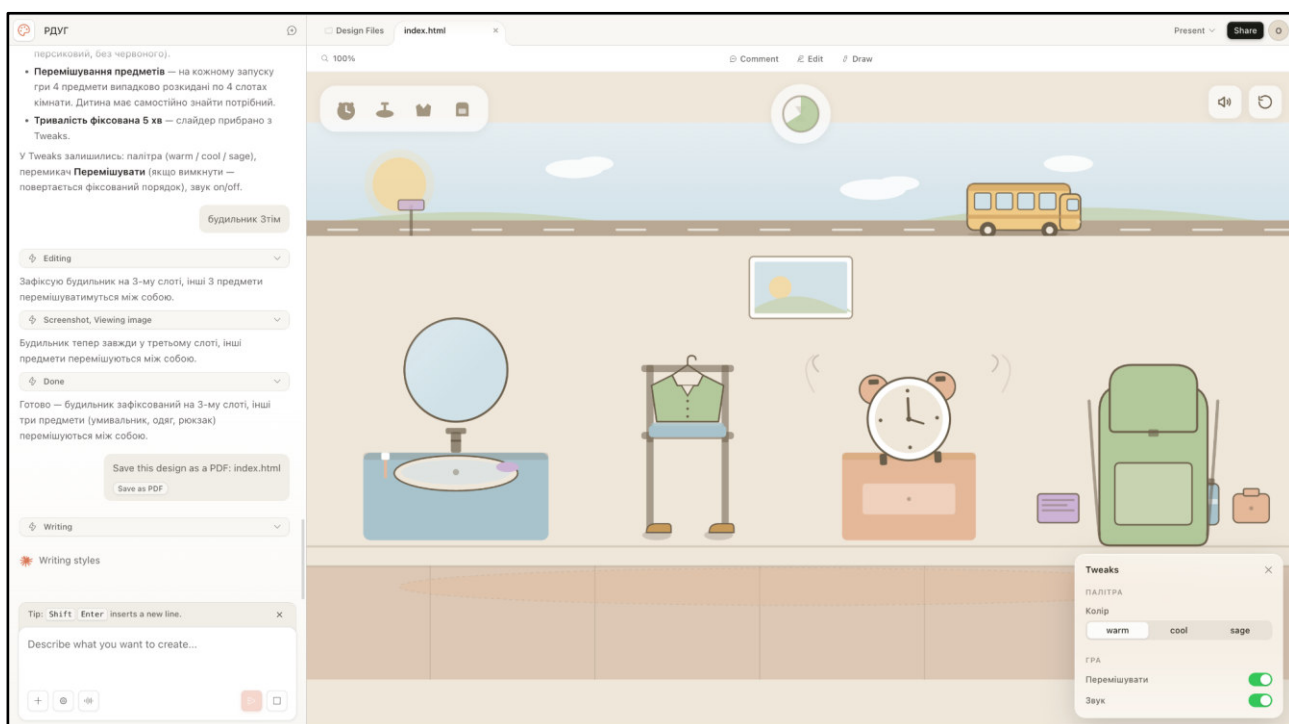 РДУГ
персиковий, без червоного).
• Перемішування предметів — на кожному запуску
гри 4 предмети випадково розкидані по 4 слотах
кімнати. Дитина має самостійно знайти потрібний.
• Тривалість фіксована 5 хв — слайдер прибрано з
Tweaks.
У Tweaks залишились: палітра (warm / cool / sage),
перемикач Перемішувати (якщо вимкнути —
повертається фіксований порядок), звук on/off.
будильник 3тім
Editing
Зафіксую будильник на 3-му слоті, інші 3 предмети
перемішуватимуться між собою.
Screenshot, Viewing image
Будильник тепер завжди у третьому слоті, інші
предмети перемішуються між собою.
Done
Готово — будильник зафіксований на 3-му слоті, інші
три предмети (умивальник, одяг, рюкзак)
перемішуються між собою.
Save this design as a PDF: index.html
Save as PDF
Writing
Writing styles
Tip: Shift Enter inserts a new line.
Describe what you want to create...
Design Files index.html
Present Share O
100%
Comment Edit Draw
Tweaks
ПАЛІТРА
Колір
warm cool sage
ГРА
Перемішувати
Звук